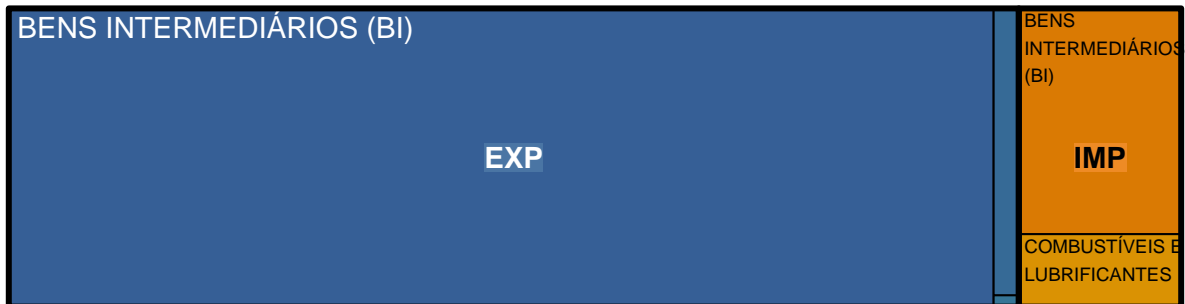 BENS INTERMEDIÁRIOS (BI)
EXP
BENS
INTERMEDIÁRIOS
(BI)
IMP
COMBUSTÍVEIS E
LUBRIFICANTES